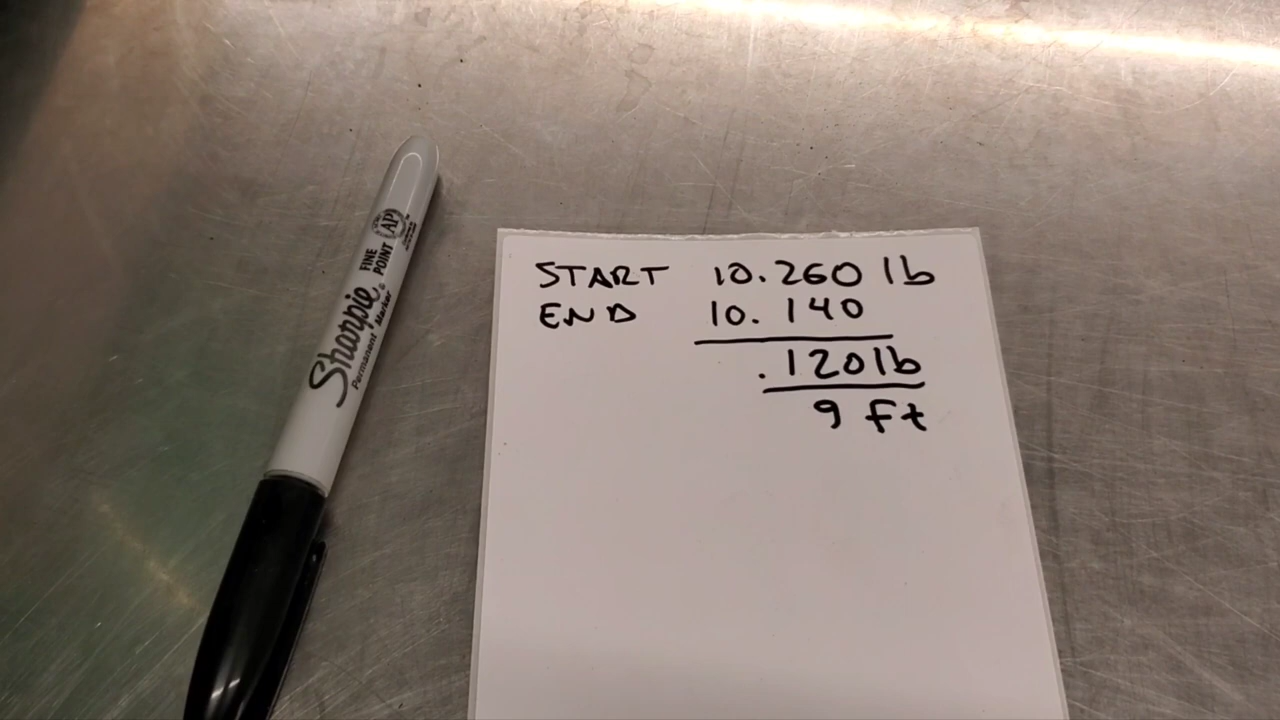 START 10.260 lb
END 10.140
.120 lb
9 ft
Sharpie
Permanent Marker
FINE
POINT
AP